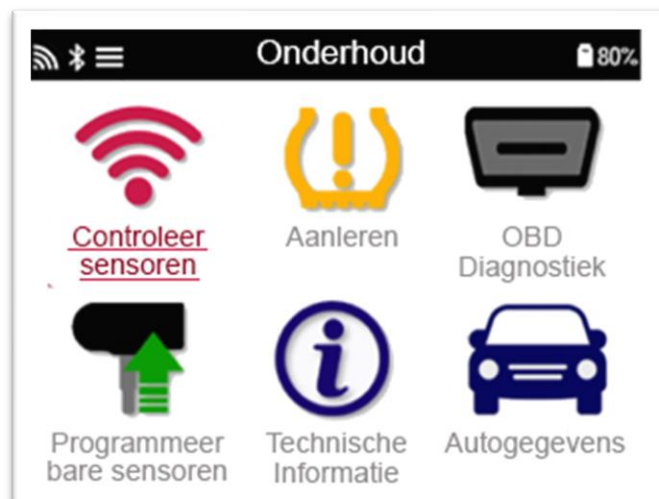 Onderhoud
80%
Controleer
sensoren
Aanleren
OBD
Diagnostiek
Programmeer
bare sensoren
Technische
Informatie
Autogegevens